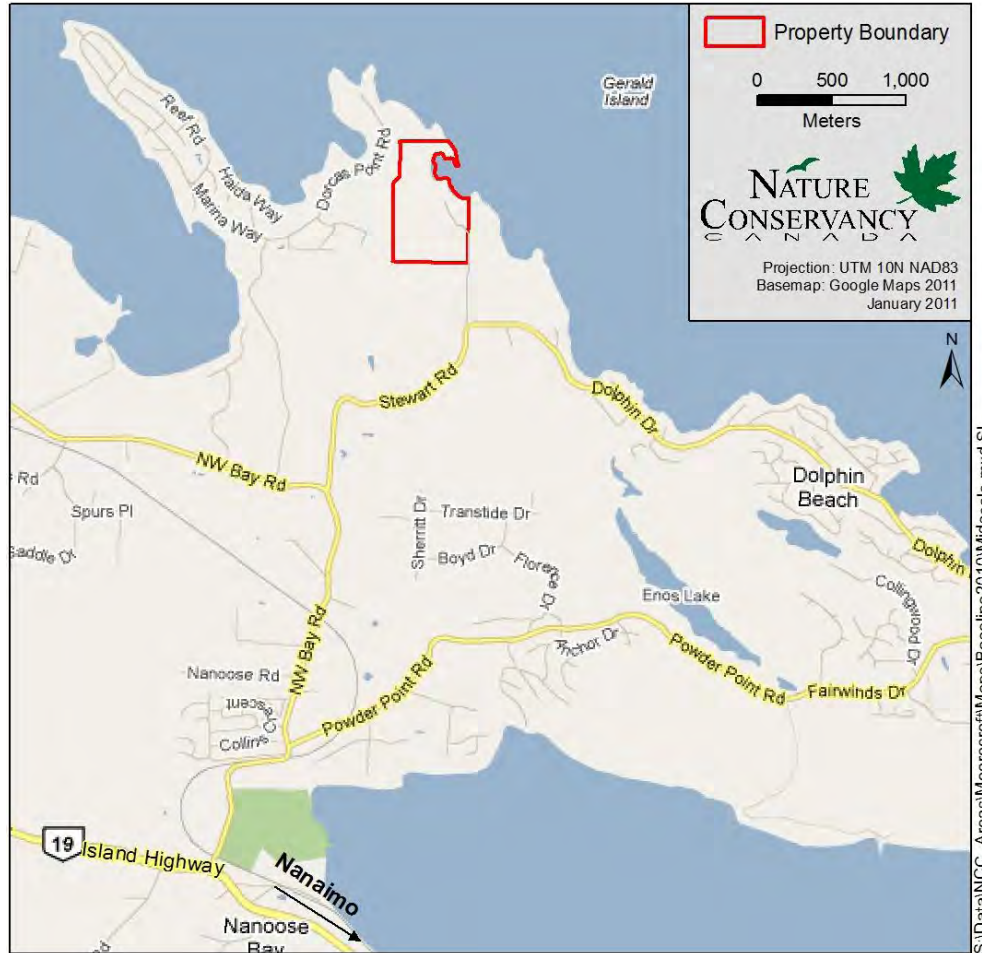 Property Boundary
0 500 1,000
Meters
NATURE
CONSERVANCY
CANADA
Projection: UTM 10N NAD83
Basemap: Google Maps 2011
January 2011
N
Gerald
Island
Reef Rd
Haida Way
Marina Way
Dorcas Point Rd
Stewart Rd
Dolphin Dr
NW Bay Rd
Dolphin
Beach
Rd
Spurs Pl
Saddle Dr
Sherritt Dr
Transtide Dr
Boyd Dr
Florence Dr
Enos Lake
Dolphin
Collingwood Dr
Anchor Dr
NW Bay Rd
Nanoose Rd
Collins Crescent
Powder Point Rd
Powder Point Rd
Fairwinds Dr
19
Island Highway
Nanaimo
Nanoose
Bay
Rd